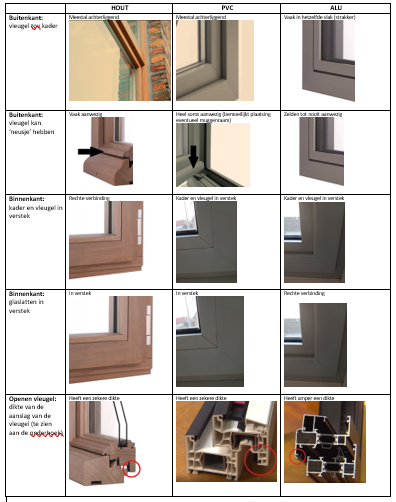 HOUT PVC ALU
Buitenkant: Meestal achterliggend Meestal achterliggend Vaak in hetzelfde vlak (strakker)
vleugel tov kader
Buitenkant: Vaak aanwezig Heel soms aanwezig (bemoeilijkt plaatsing Zelden tot nooit aanwezig
vleugel kan eventueel muggenraam)
'neusje' hebben
Binnenkant: Rechte verbinding Kader en vleugel in verstek Kader en vleugel in verstek
kader en vleugel in
verstek
Binnenkant: In verstek In verstek Rechte verbinding
glaslatten in
verstek
Openen vleugel: Heeft een zekere dikte Heeft een zekere dikte Heeft amper een dikte
dikte van de
aanslag van de
vleugel (te zien
aan de onderhoek)